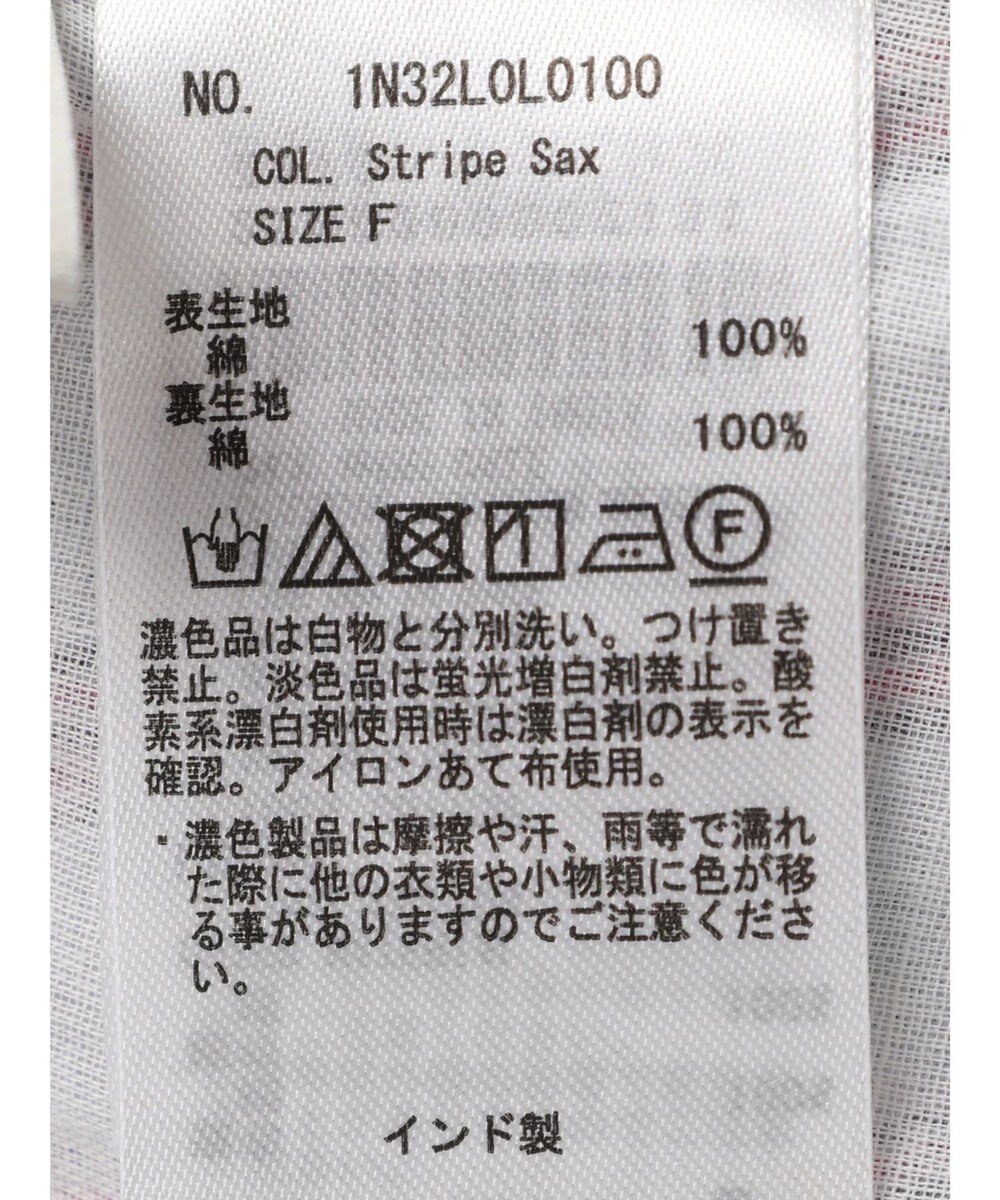 NO. 1N32L0L0100
COL. Stripe Sax
SIZE F
表生地
綿 100%
裏生地
綿 100%
F
濃色品は白物と分別洗い。つけ置き
禁止。淡色品は蛍光増白剤禁止。酸
素系漂白剤使用時は漂白剤の表示を
確認。アイロンあて布使用。
・濃色製品は摩擦や汗、雨等で濡れ
た際に他の衣類や小物類に色が移
る事がありますのでご注意くださ
い。
インド製